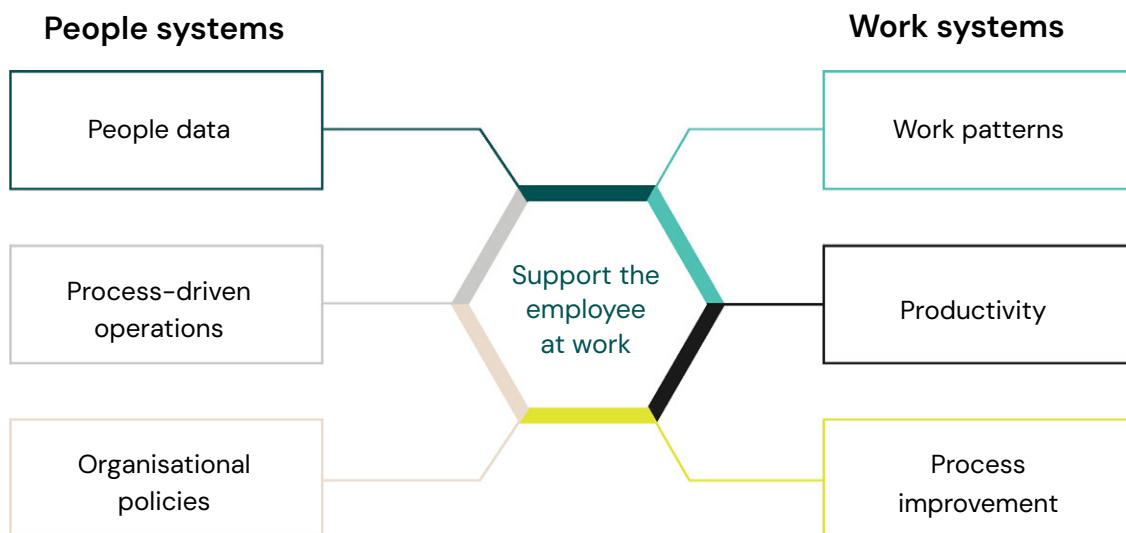 People systems
Work systems
People data
Work patterns
Process-driven
operations
Support the
employee
at work
Productivity
Organisational
policies
Process
improvement